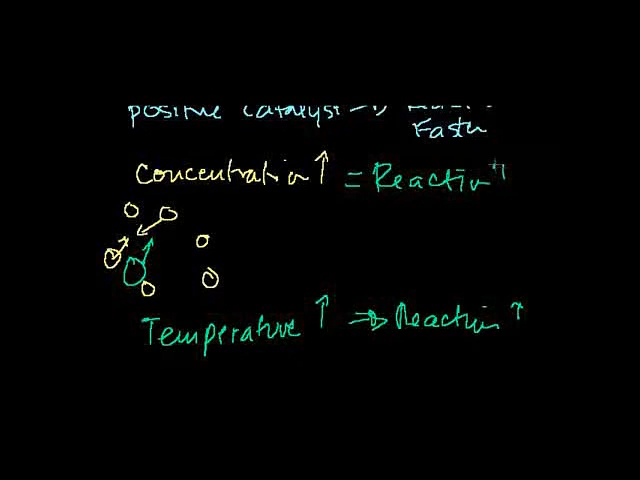 positive catalyst →
Faster
Concentration ↑ = Reaction ↑
Temperature ↑ ⇒ Reaction ↑